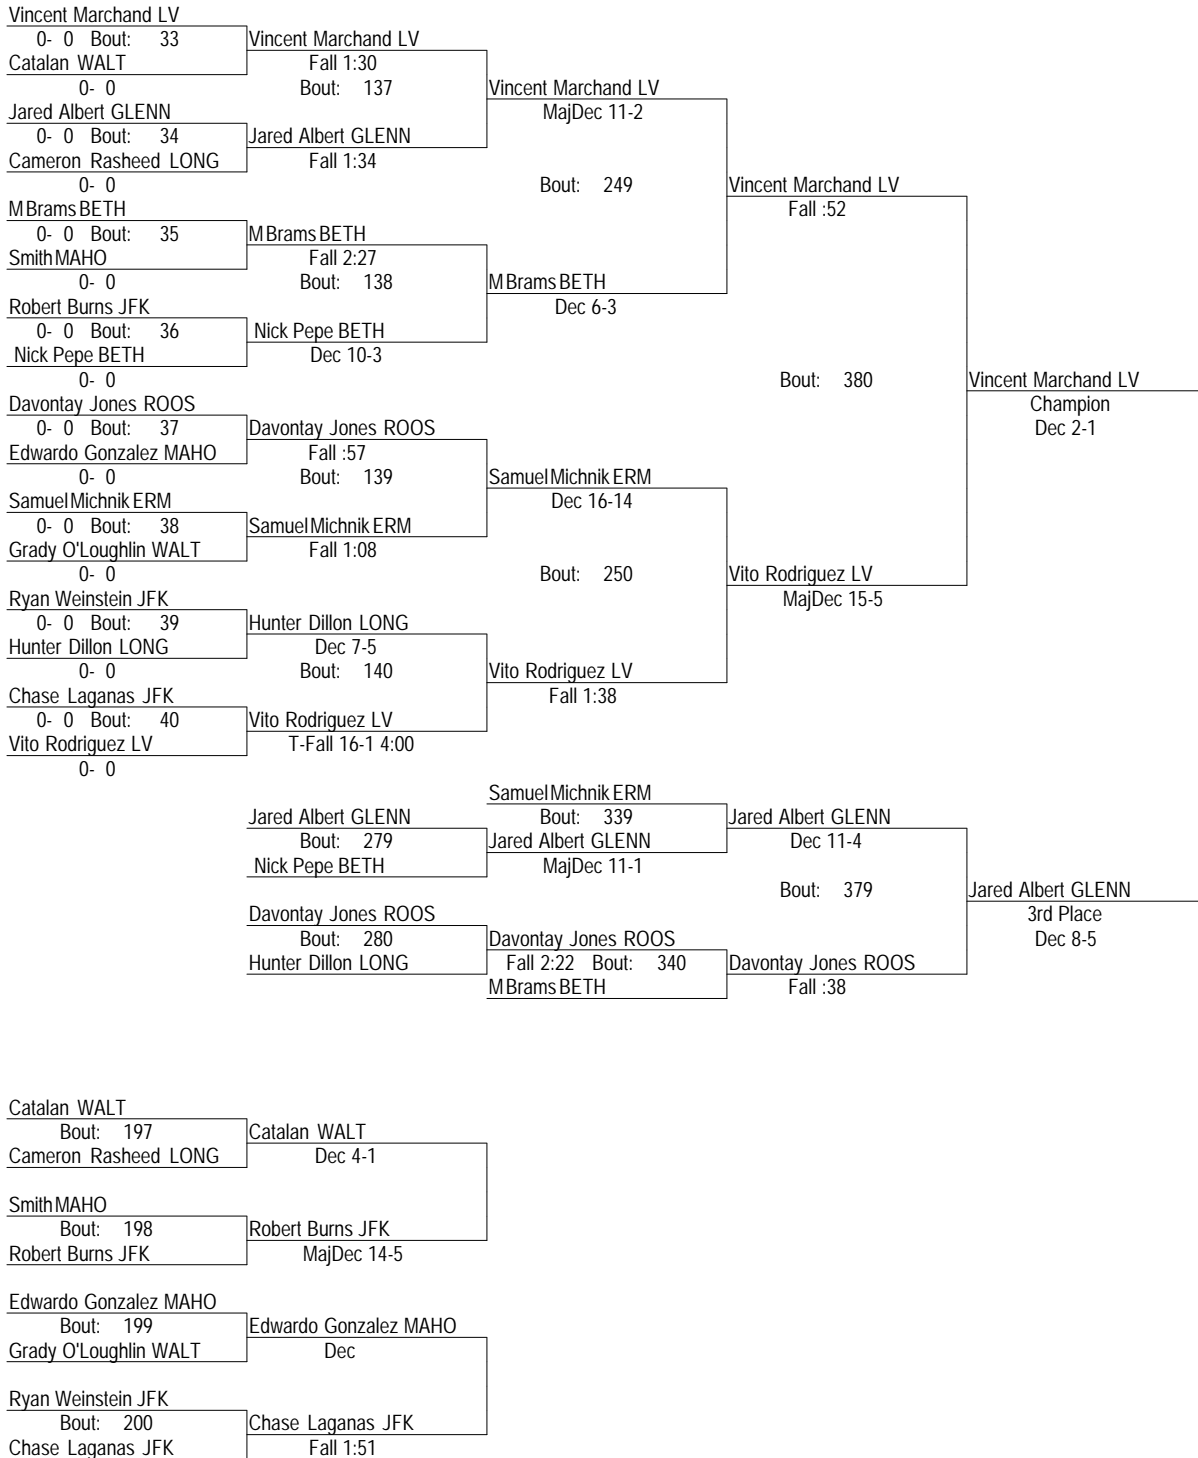 Vincent Marchand LV
0- 0 Bout: 33 Vincent Marchand LV
Catalan WALT Fall 1:30
0- 0 Bout: 137 Vincent Marchand LV
Jared Albert GLENN MajDec 11-2
0- 0 Bout: 34 Jared Albert GLENN
Cameron Rasheed LONG Fall 1:34
0- 0 Bout: 249 Vincent Marchand LV
M Brams BETH Fall :52
0- 0 Bout: 35 M Brams BETH
Smith MAHO Fall 2:27
0- 0 Bout: 138 M Brams BETH
Robert Burns JFK Dec 6-3
0- 0 Bout: 36 Nick Pepe BETH
Nick Pepe BETH Dec 10-3
0- 0 Bout: 380 Vincent Marchand LV
Davontay Jones ROOS Champion
0- 0 Bout: 37 Davontay Jones ROOS Dec 2-1
Edwardo Gonzalez MAHO Fall :57
0- 0 Bout: 139 Samuel Michnik ERM
Samuel Michnik ERM Dec 16-14
0- 0 Bout: 38 Samuel Michnik ERM
Grady O'Loughlin WALT Fall 1:08
0- 0 Bout: 250 Vito Rodriguez LV
Ryan Weinstein JFK MajDec 15-5
0- 0 Bout: 39 Hunter Dillon LONG
Hunter Dillon LONG Dec 7-5
0- 0 Bout: 140 Vito Rodriguez LV
Chase Laganas JFK Fall 1:38
0- 0 Bout: 40 Vito Rodriguez LV
Vito Rodriguez LV T-Fall 16-1 4:00
0- 0
Samuel Michnik ERM
Jared Albert GLENN Bout: 339 Jared Albert GLENN
Bout: 279 Jared Albert GLENN Dec 11-4
Nick Pepe BETH MajDec 11-1
Bout: 379 Jared Albert GLENN
Davontay Jones ROOS 3rd Place
Bout: 280 Davontay Jones ROOS Dec 8-5
Hunter Dillon LONG Fall 2:22 Bout: 340 Davontay Jones ROOS
M Brams BETH Fall :38
Catalan WALT
Bout: 197 Catalan WALT
Cameron Rasheed LONG Dec 4-1
Smith MAHO
Bout: 198 Robert Burns JFK
Robert Burns JFK MajDec 14-5
Edwardo Gonzalez MAHO
Bout: 199 Edwardo Gonzalez MAHO
Grady O'Loughlin WALT Dec
Ryan Weinstein JFK
Bout: 200 Chase Laganas JFK
Chase Laganas JFK Fall 1:51